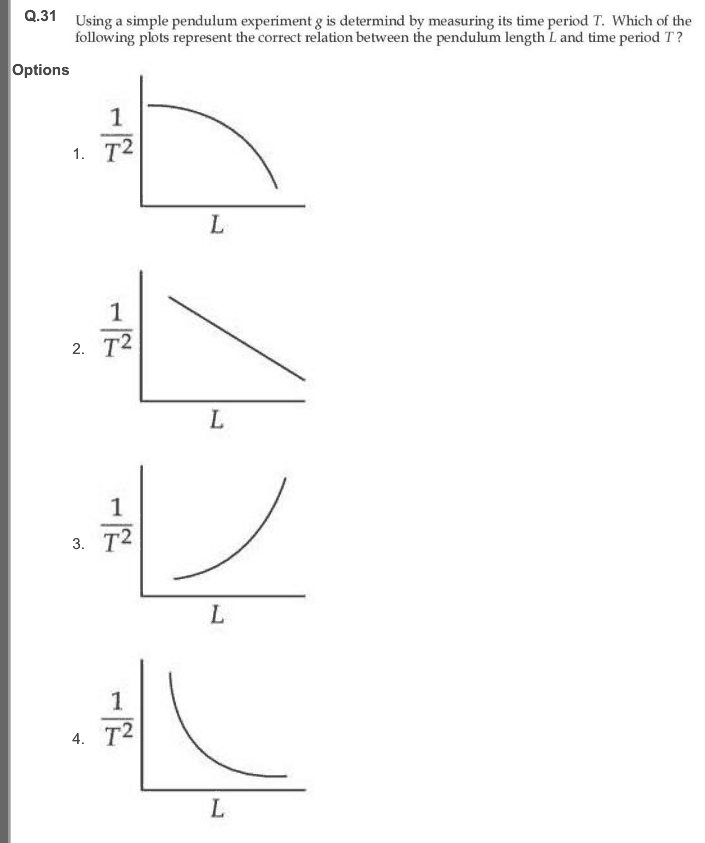 Q.31 Using a simple pendulum experiment g is determind by measuring its time period T. Which of the
following plots represent the correct relation between the pendulum length L and time period T ?
Options
1. 1/T²
L
2. 1/T²
L
3. 1/T²
L
4. 1/T²
L